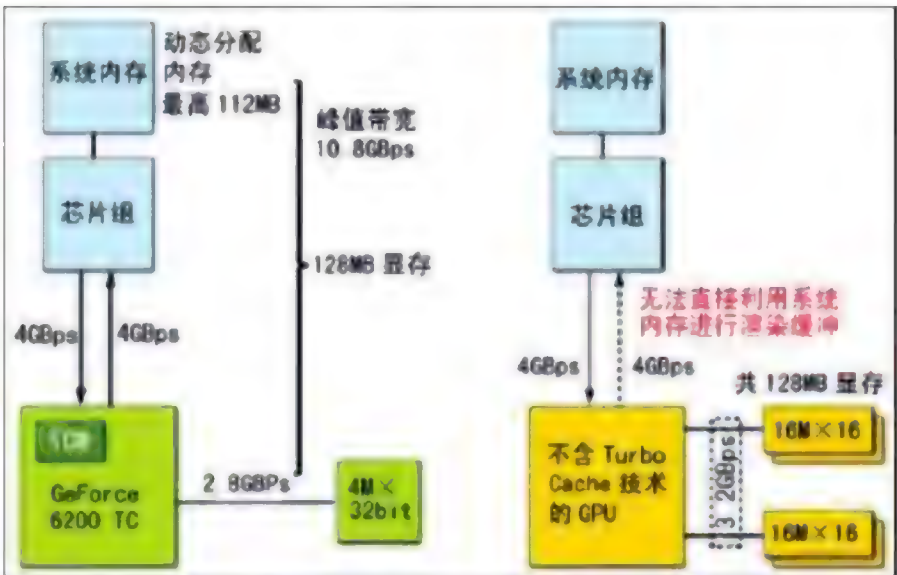 系统内存
动态分配
内存
最高 112MB
峰值带宽
10 8GBps
芯片组
128MB 显存
4GBps
4GBps
GeForce
6200 TC
2 8GBPs
4M×
32bit
系统内存
芯片组
无法直接利用系统
内存进行渲染缓冲
4GBps
4GBps
共 128MB 显存
不含 Turbo
Cache 技术
的 GPU
3 2GBps
16M×16
16M×16